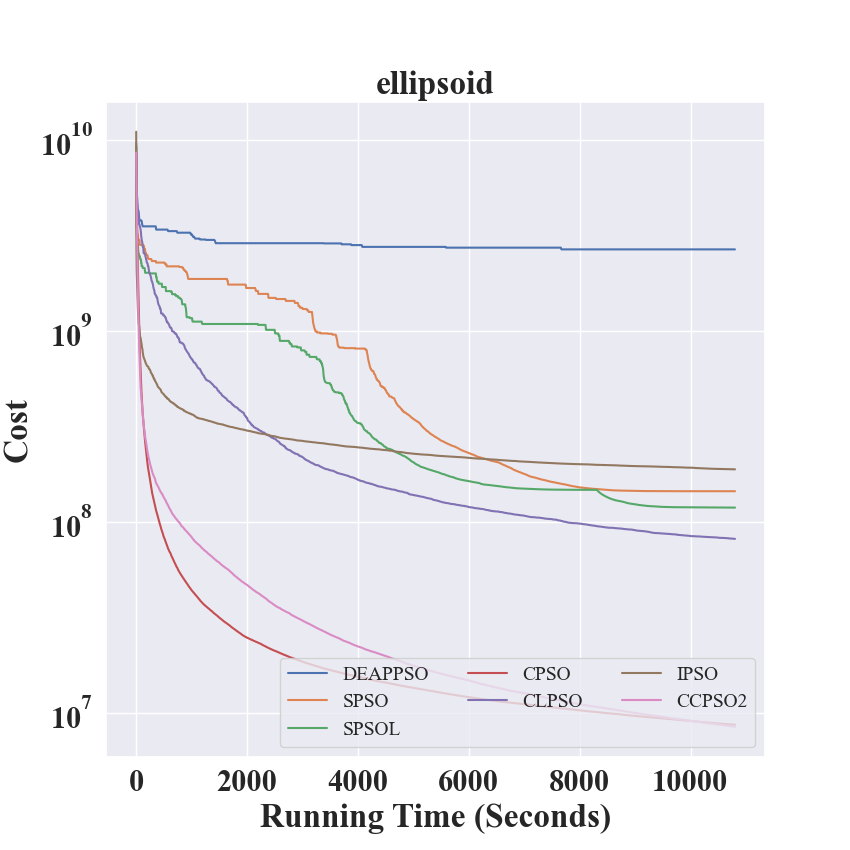 ellipsoid
10^10
10^9
10^8
10^7
Cost
0 2000 4000 6000 8000 10000
Running Time (Seconds)
DEAPPSO CPSO IPSO
SPSO CLPSO CCPSO2
SPSOL